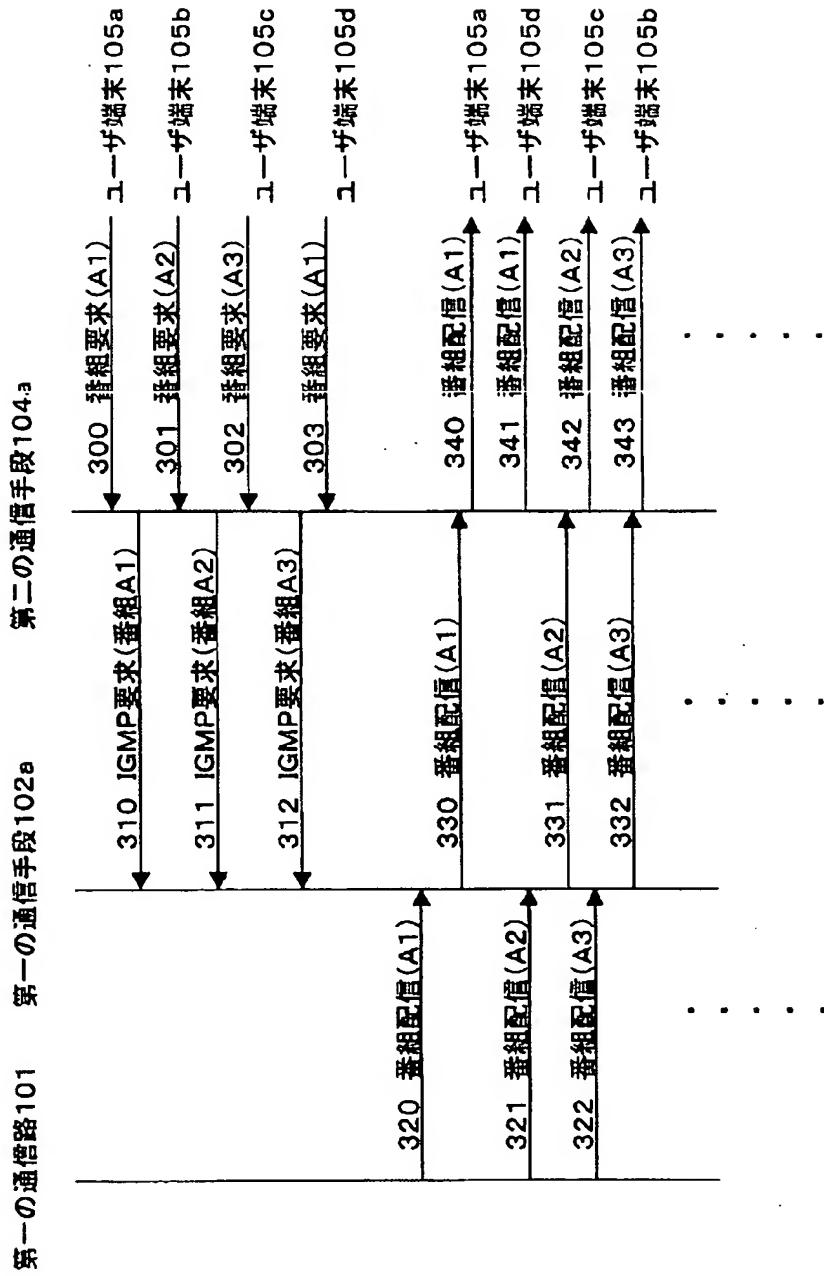 第一の通信路101
第一の通信手段102a
第二の通信手段104a
300 番組要求(A1)
ユーザ端末105a
301 番組要求(A2)
ユーザ端末105b
302 番組要求(A3)
ユーザ端末105c
303 番組要求(A1)
ユーザ端末105d
310 IGMP要求(番組A1)
311 IGMP要求(番組A2)
312 IGMP要求(番組A3)
320 番組配信(A1)
321 番組配信(A2)
322 番組配信(A3)
330 番組配信(A1)
331 番組配信(A2)
332 番組配信(A3)
340 番組配信(A1)
ユーザ端末105a
341 番組配信(A1)
ユーザ端末105d
342 番組配信(A2)
ユーザ端末105c
343 番組配信(A3)
ユーザ端末105b